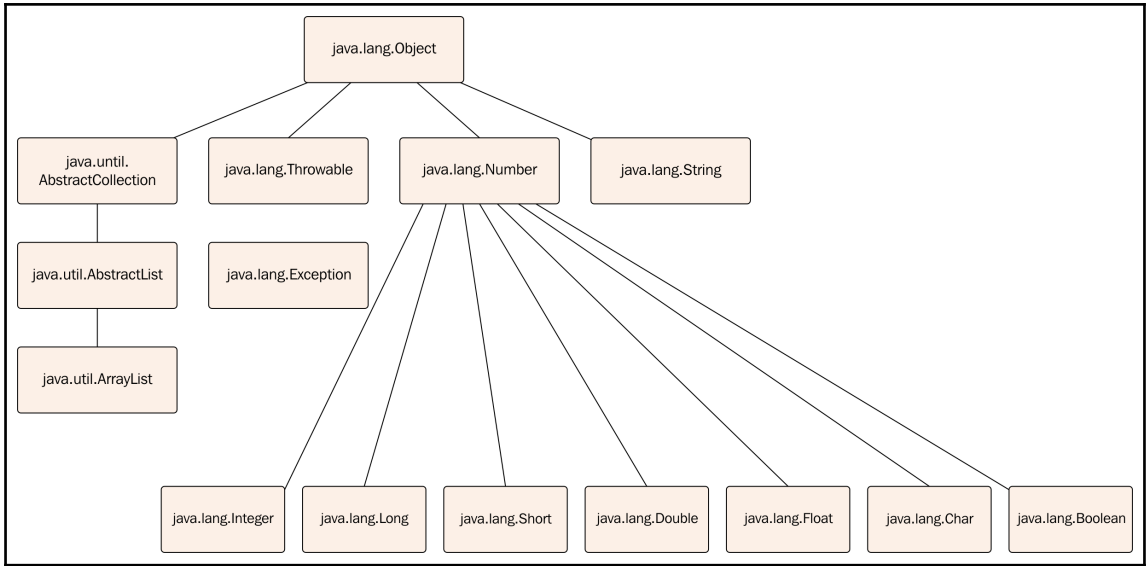 java.lang.Object
java.until.
AbstractCollection
java.lang.Throwable
java.lang.Number
java.lang.String
java.util.AbstractList
java.lang.Exception
java.util.ArrayList
java.lang.Integer
java.lang.Long
java.lang.Short
java.lang.Double
java.lang.Float
java.lang.Char
java.lang.Boolean